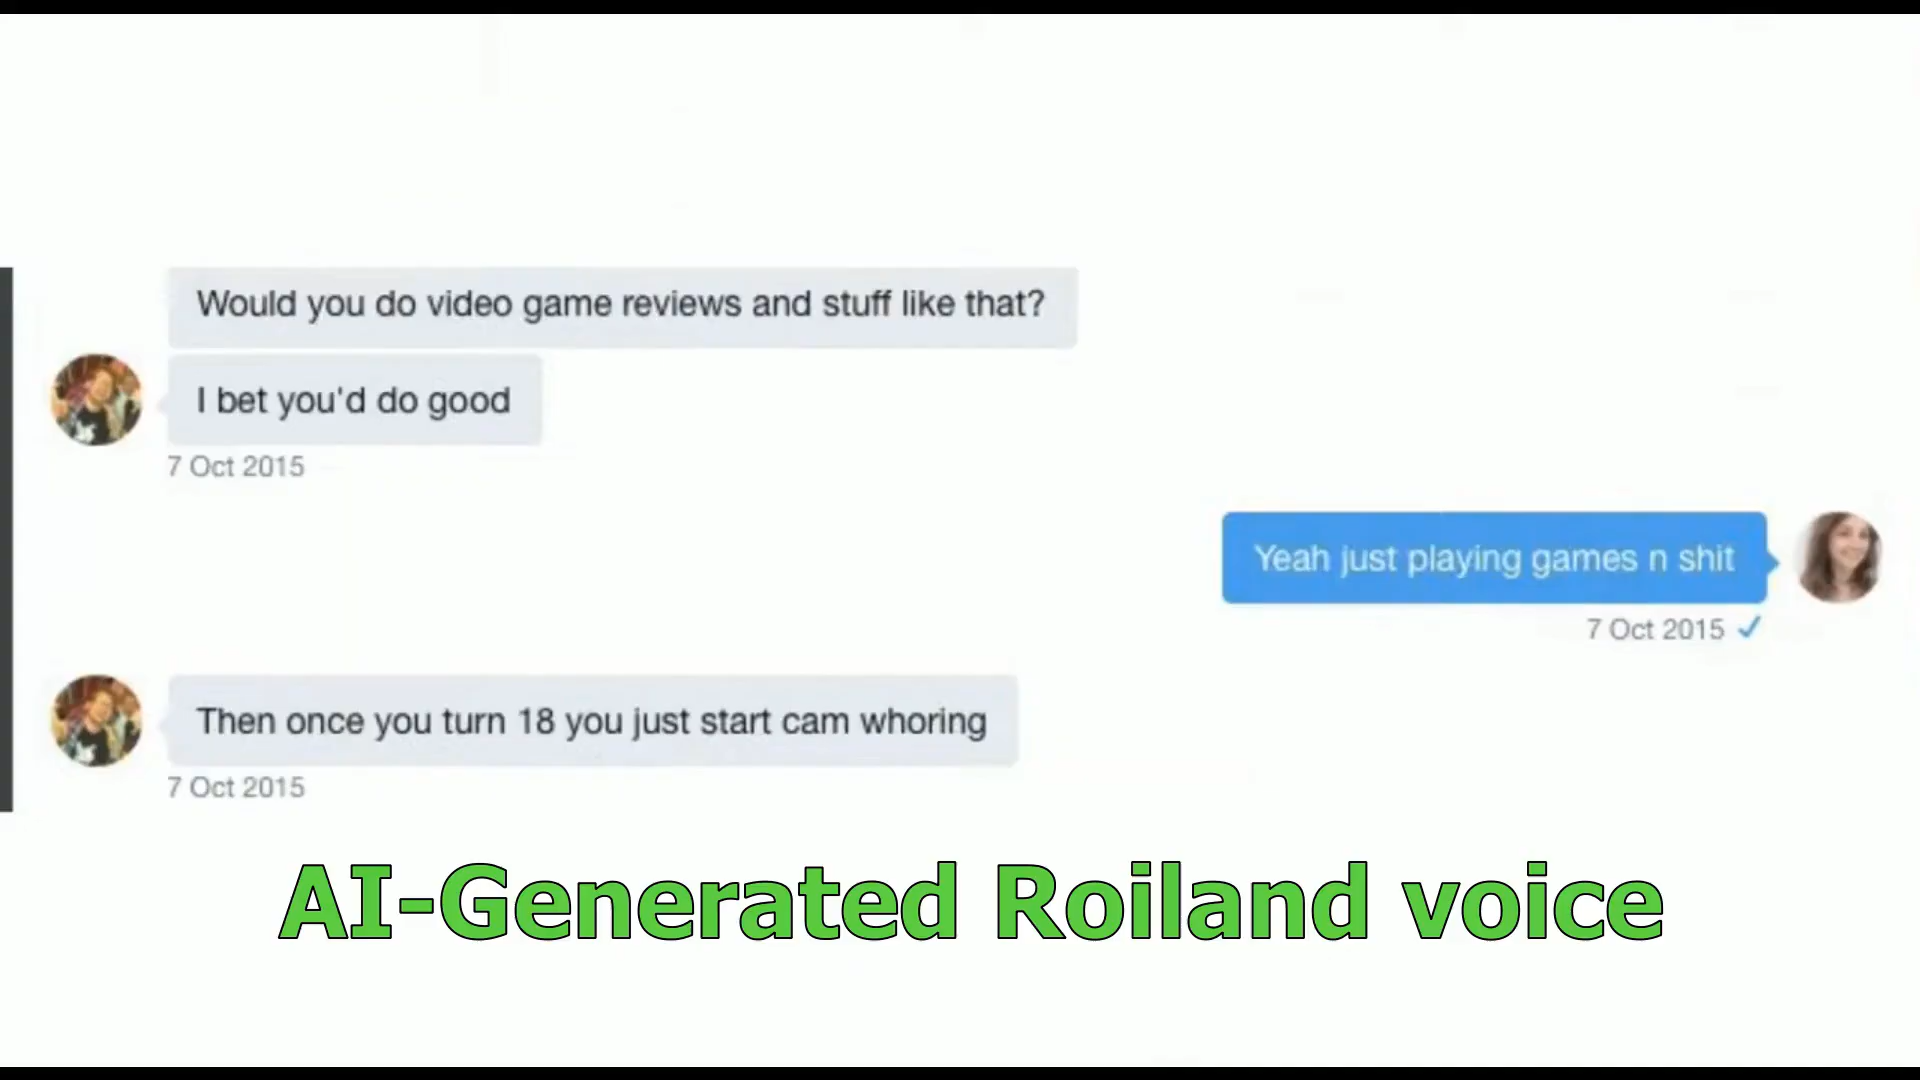 Would you do video game reviews and stuff like that?
I bet you'd do good
7 Oct 2015
Yeah just playing games n shit
7 Oct 2015
Then once you turn 18 you just start cam whoring
7 Oct 2015
AI-Generated Roiland voice